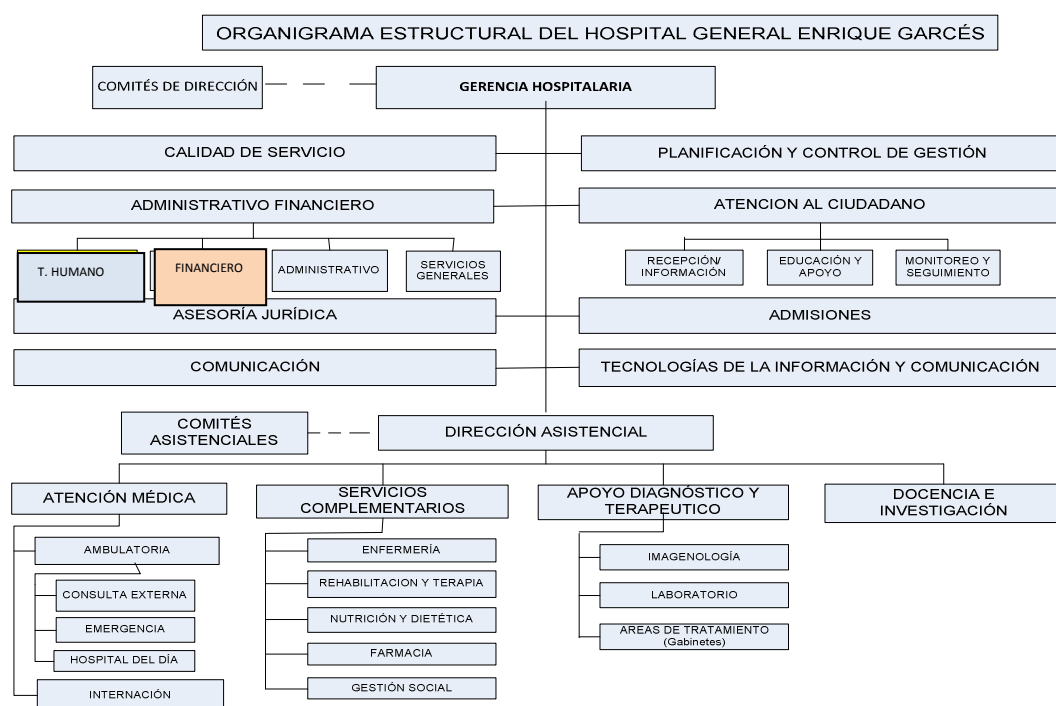 ORGANIGRAMA ESTRUCTURAL DEL HOSPITAL GENERAL ENRIQUE GARCÉS
COMITÉS DE DIRECCIÓN
GERENCIA HOSPITALARIA
CALIDAD DE SERVICIO
PLANIFICACIÓN Y CONTROL DE GESTIÓN
ADMINISTRATIVO FINANCIERO
ATENCION AL CIUDADANO
T. HUMANO
FINANCIERO
ADMINISTRATIVO
SERVICIOS
GENERALES
RECEPCIÓN/
INFORMACIÓN
EDUCACIÓN Y
APOYO
MONITOREO Y
SEGUIMIENTO
ASESORÍA JURÍDICA
ADMISIONES
COMUNICACIÓN
TECNOLOGÍAS DE LA INFORMACIÓN Y COMUNICACIÓN
COMITÉS
ASISTENCIALES
DIRECCIÓN ASISTENCIAL
ATENCIÓN MÉDICA
SERVICIOS
COMPLEMENTARIOS
APOYO DIAGNÓSTICO Y
TERAPEUTICO
DOCENCIA E
INVESTIGACIÓN
AMBULATORIA
CONSULTA EXTERNA
EMERGENCIA
HOSPITAL DEL DÍA
INTERNACIÓN
ENFERMERÍA
REHABILITACION Y TERAPIA
NUTRICIÓN Y DIETÉTICA
FARMACIA
GESTIÓN SOCIAL
IMAGENOLOGÍA
LABORATORIO
AREAS DE TRATAMIENTO
(Gabinetes)